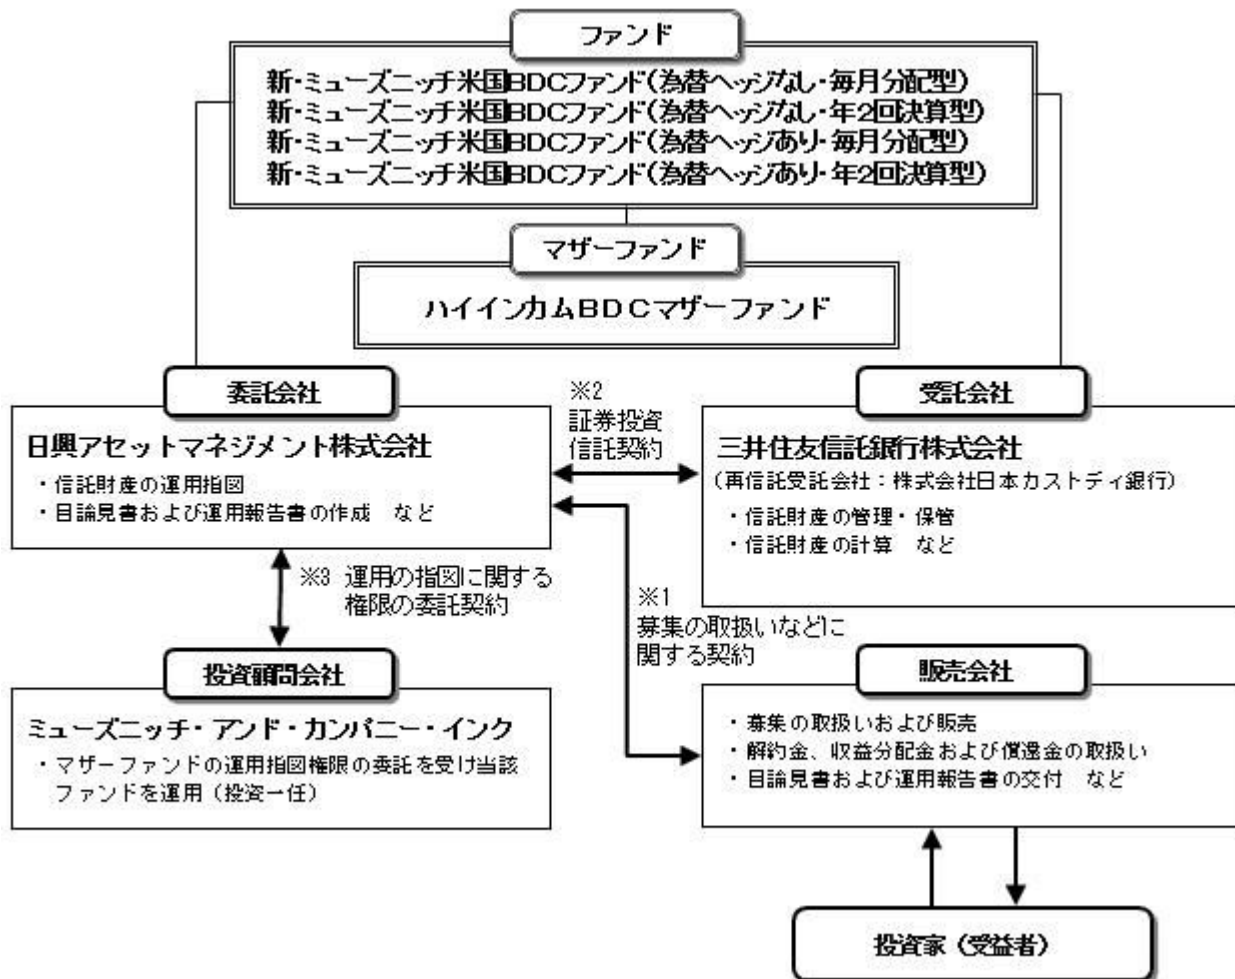 ファンド
新・ミューズニッチ米国BDCファンド(為替ヘッジなし・毎月分配型)
新・ミューズニッチ米国BDCファンド(為替ヘッジなし・年2回決算型)
新・ミューズニッチ米国BDCファンド(為替ヘッジあり・毎月分配型)
新・ミューズニッチ米国BDCファンド(為替ヘッジあり・年2回決算型)
マザーファンド
ハイインカムBDCマザーファンド
委託会社
日興アセットマネジメント株式会社
・信託財産の運用指図
・目論見書および運用報告書の作成 など
※2
証券投資
信託契約
受託会社
三井住友信託銀行株式会社
(再信託受託会社:株式会社日本カストディ銀行)
・信託財産の管理・保管
・信託財産の計算 など
※3 運用の指図に関する
権限の委託契約
※1
募集の取扱いなどに
関する契約
投資顧問会社
ミューズニッチ・アンド・カンパニー・インク
・マザーファンドの運用指図権限の委託を受け当該
ファンドを運用(投資一任)
販売会社
・募集の取扱いおよび販売
・解約金、収益分配金および償還金の取扱い
・目論見書および運用報告書の交付 など
投資家(受益者)